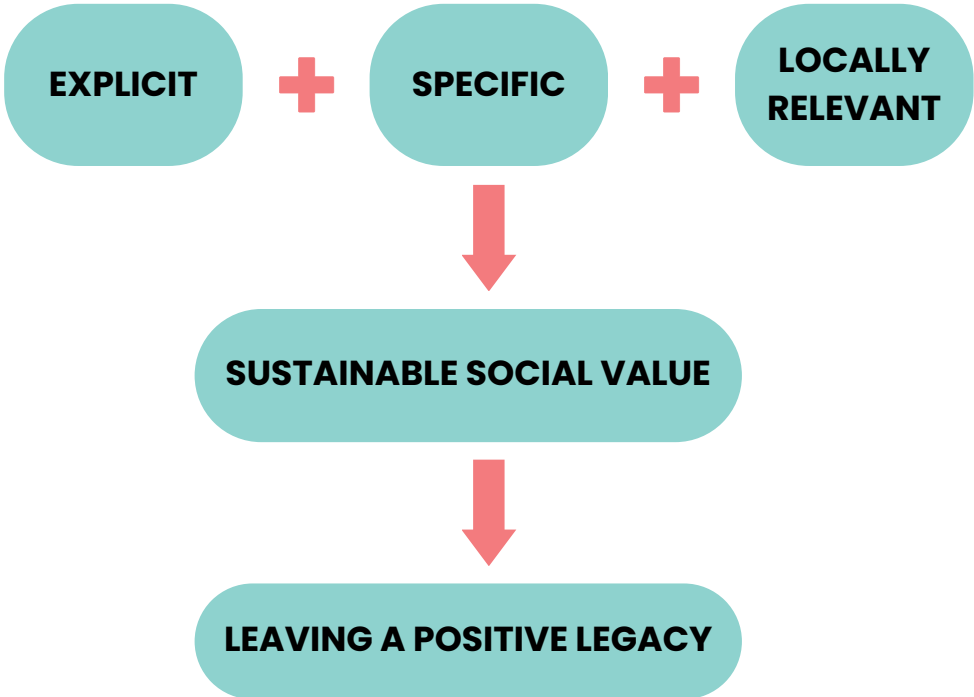 EXPLICIT
SPECIFIC
LOCALLY
RELEVANT
SUSTAINABLE SOCIAL VALUE
LEAVING A POSITIVE LEGACY